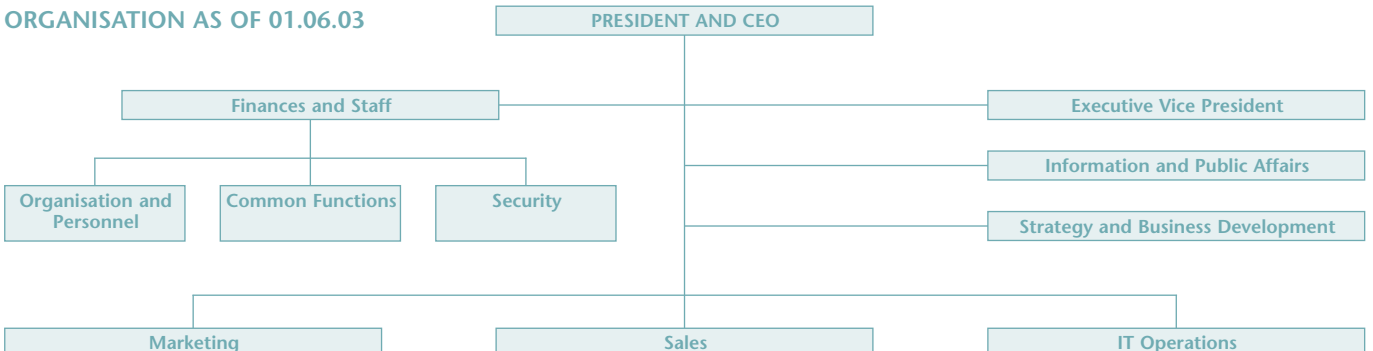 ORGANISATION AS OF 01.06.03
PRESIDENT AND CEO
Finances and Staff
Executive Vice President
Information and Public Affairs
Organisation and
Personnel
Common Functions
Security
Strategy and Business Development
Marketing
Sales
IT Operations